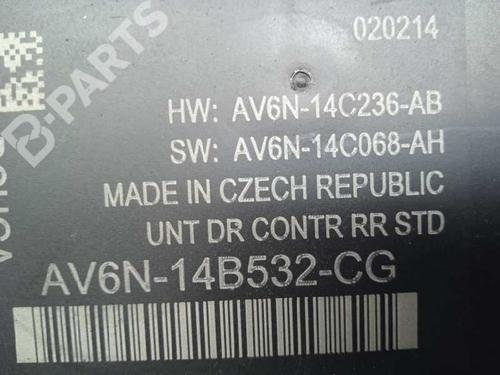 B-PARTS
020214
HW: AV6N-14C236-AB
SW: AV6N-14C068-AH
MADE IN CZECH REPUBLIC
UNT DR CONTR RR STD
AV6N-14B532-CG